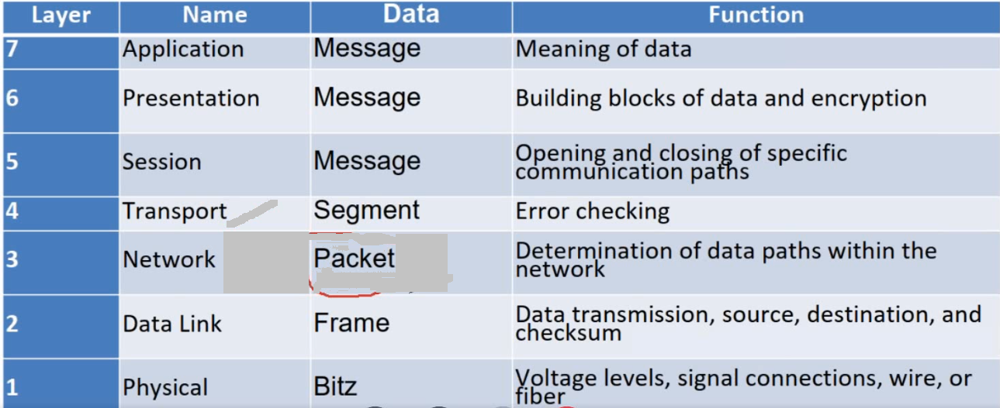 Layer Name Data Function
7 Application Message Meaning of data
6 Presentation Message Building blocks of data and encryption
5 Session Message Opening and closing of specific
communication paths
4 Transport Segment Error checking
3 Network Packet Determination of data paths within the
network
2 Data Link Frame Data transmission, source, destination, and
checksum
1 Physical Bitz Voltage levels, signal connections, wire, or
fiber